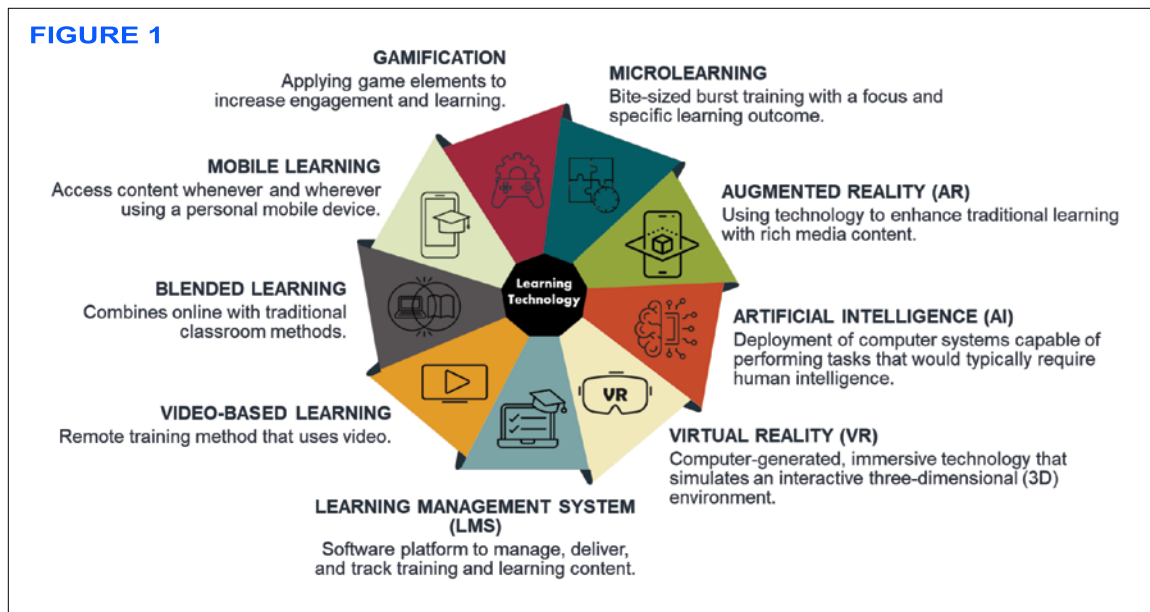 FIGURE 1
GAMIFICATION
Applying game elements to
increase engagement and learning.
MICROLEARNING
Bite-sized burst training with a focus and
specific learning outcome.
MOBILE LEARNING
Access content whenever and wherever
using a personal mobile device.
AUGMENTED REALITY (AR)
Using technology to enhance traditional learning
with rich media content.
BLENDED LEARNING
Combines online with traditional
classroom methods.
Learning
Technology
ARTIFICIAL INTELLIGENCE (AI)
Deployment of computer systems capable of
performing tasks that would typically require
human intelligence.
VR
VIDEO-BASED LEARNING
Remote training method that uses video.
VIRTUAL REALITY (VR)
Computer-generated, immersive technology that
simulates an interactive three-dimensional (3D)
environment.
LEARNING MANAGEMENT SYSTEM
(LMS)
Software platform to manage, deliver,
and track training and learning content.